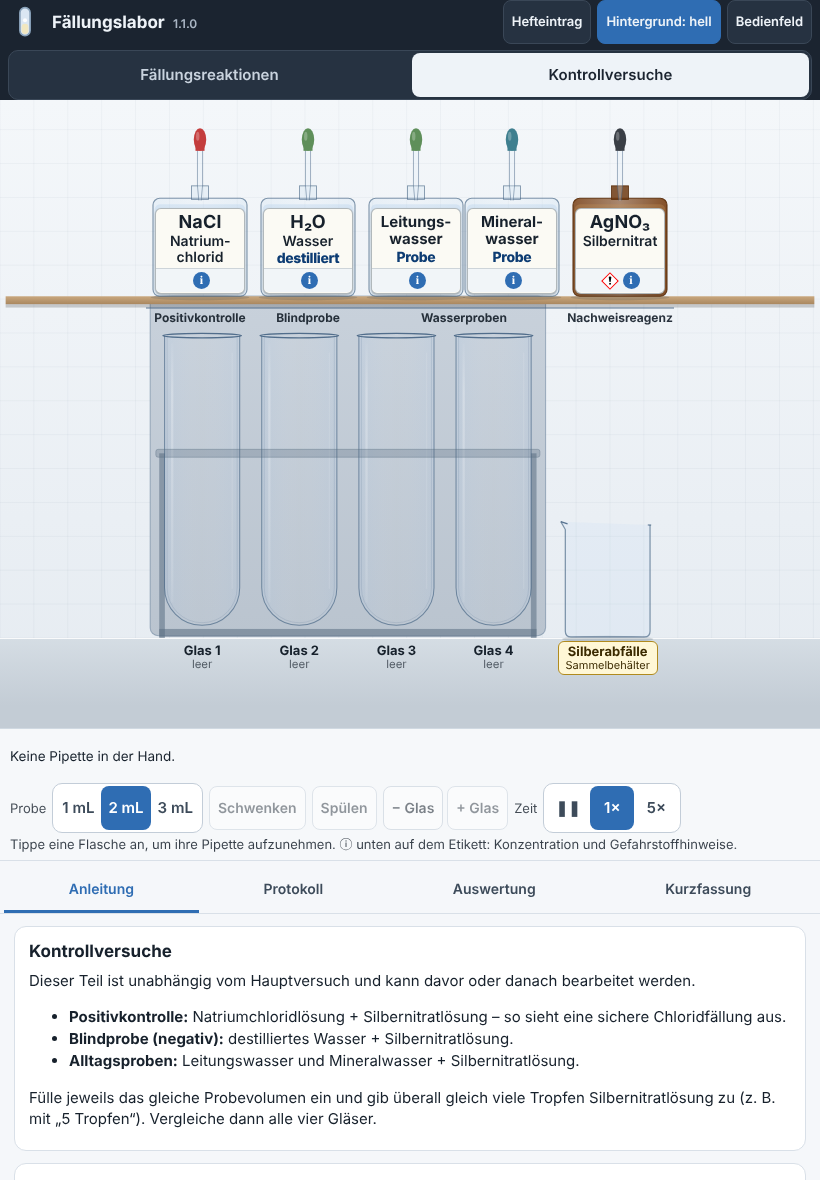 Fällungslabor 1.1.0
Hefteintrag
Hintergrund: hell
Bedienfeld
Fällungsreaktionen
Kontrollversuche
NaCl
Natrium-
chlorid
H₂O
Wasser
destilliert
Leitungs-
wasser
Probe
Mineral-
wasser
Probe
AgNO₃
Silbernitrat
Positivkontrolle
Blindprobe
Wasserproben
Nachweisreagenz
Glas 1
leer
Glas 2
leer
Glas 3
leer
Glas 4
leer
Silberabfälle
Sammelbehälter
Keine Pipette in der Hand.
Probe
1 mL
2 mL
3 mL
Schwenken
Spülen
− Glas
+ Glas
Zeit
1×
5×
Tippe eine Flasche an, um ihre Pipette aufzunehmen. ⓘ unten auf dem Etikett: Konzentration und Gefahrstoffhinweise.
Anleitung
Protokoll
Auswertung
Kurzfassung
Kontrollversuche
Dieser Teil ist unabhängig vom Hauptversuch und kann davor oder danach bearbeitet werden.
• Positivkontrolle: Natriumchloridlösung + Silbernitratlösung – so sieht eine sichere Chloridfällung aus.
• Blindprobe (negativ): destilliertes Wasser + Silbernitratlösung.
• Alltagsproben: Leitungswasser und Mineralwasser + Silbernitratlösung.
Fülle jeweils das gleiche Probevolumen ein und gib überall gleich viele Tropfen Silbernitratlösung zu (z. B.
mit „5 Tropfen“). Vergleiche dann alle vier Gläser.